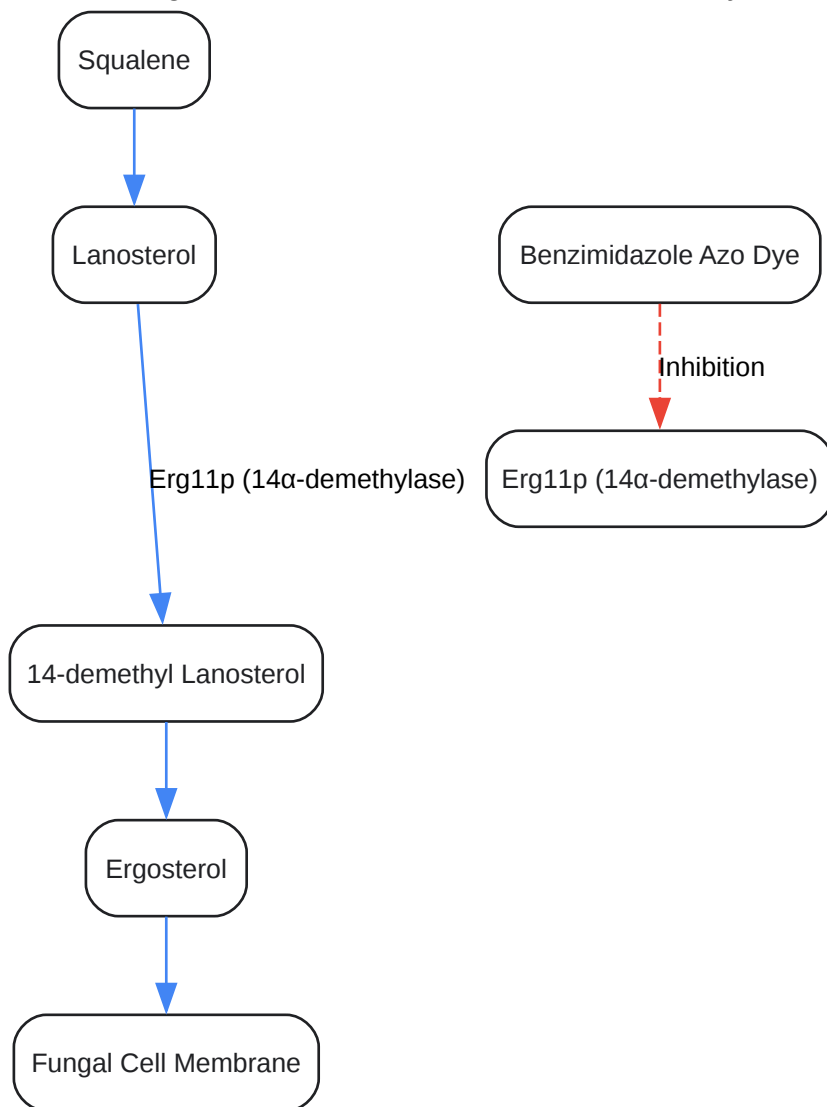 Squalene
Lanosterol
Benzimidazole Azo Dye
Inhibition
Erg11p (14α-demethylase)
Erg11p (14α-demethylase)
14-demethyl Lanosterol
Ergosterol
Fungal Cell Membrane